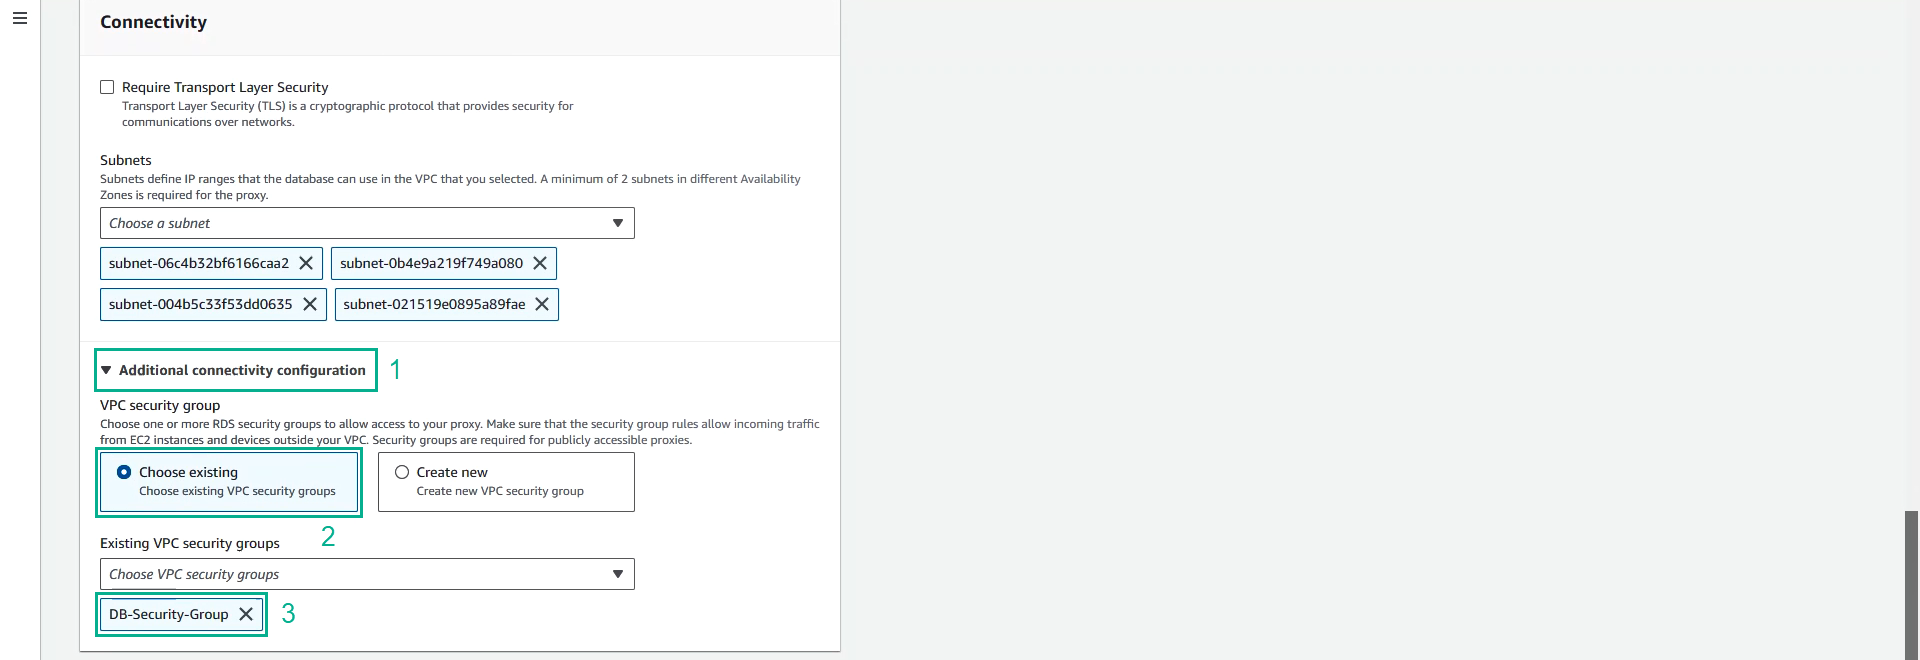 Connectivity
Require Transport Layer Security
Transport Layer Security (TLS) is a cryptographic protocol that provides security for
communications over networks.
Subnets
Subnets define IP ranges that the database can use in the VPC that you selected. A minimum of 2 subnets in different Availability
Zones is required for the proxy.
Choose a subnet
subnet-06c4b32bf6166caa2 subnet-0b4e9a219f749a080
subnet-004b5c33f53dd0635 subnet-021519e0895a89fae
Additional connectivity configuration 1
VPC security group
Choose one or more RDS security groups to allow access to your proxy. Make sure that the security group rules allow incoming traffic
from EC2 instances and devices outside your VPC. Security groups are required for publicly accessible proxies.
Choose existing Create new
Choose existing VPC security groups Create new VPC security group
2
Existing VPC security groups
Choose VPC security groups
DB-Security-Group 3